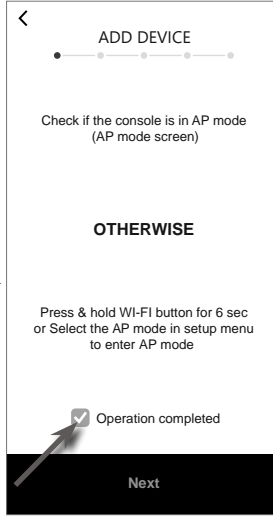 ADD DEVICE
Check if the console is in AP mode
(AP mode screen)
OTHERWISE
Press & hold WI-FI button for 6 sec
or Select the AP mode in setup menu
to enter AP mode
Operation completed
Next